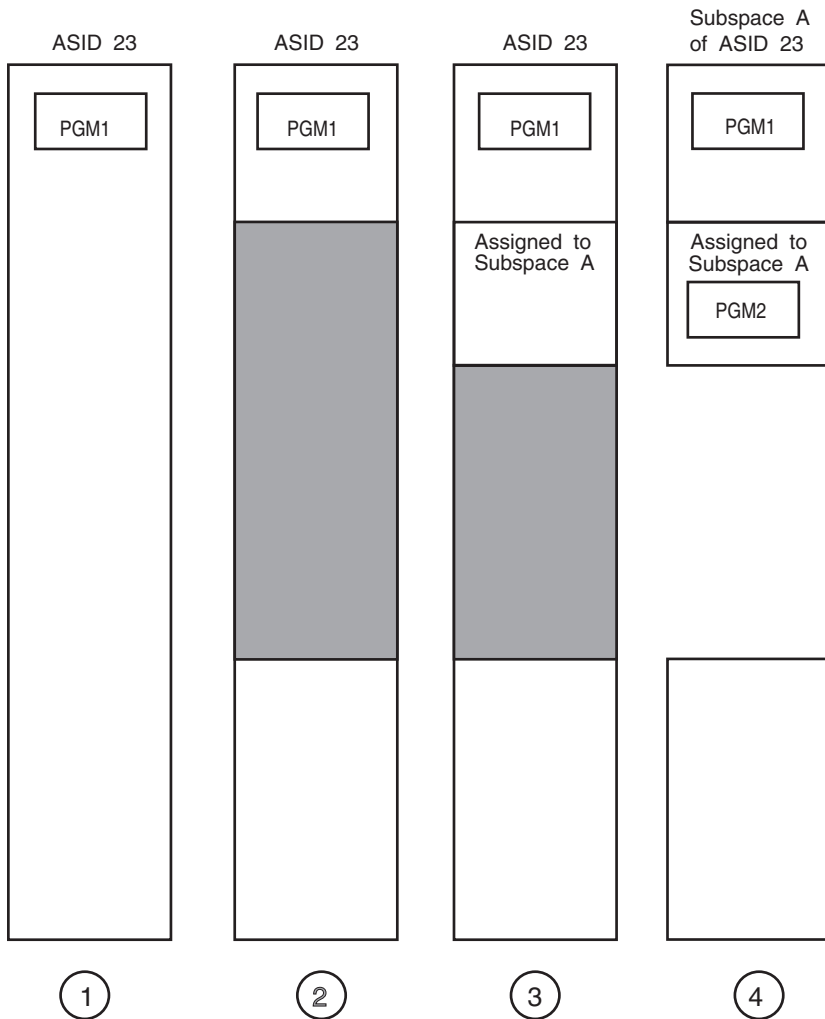 ASID 23
ASID 23
ASID 23
Subspace A
of ASID 23
PGM1
PGM1
PGM1
PGM1
Assigned to
Subspace A
Assigned to
Subspace A
PGM2
1
2
3
4